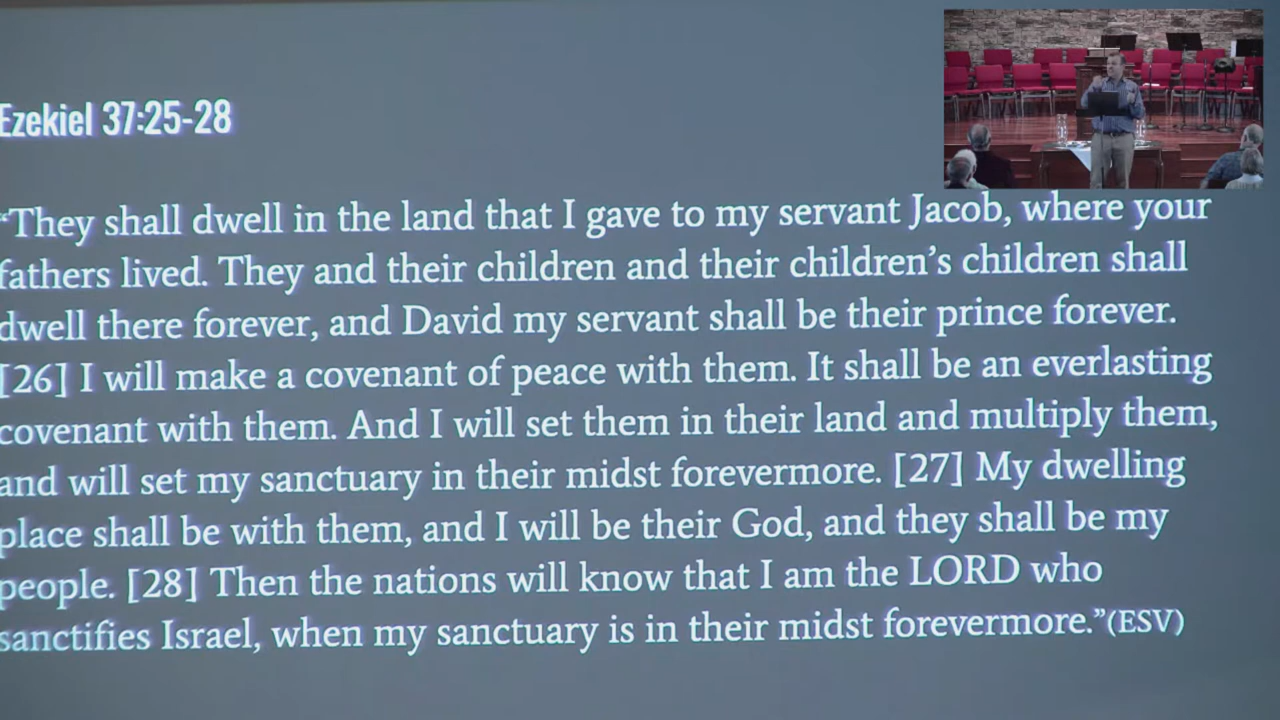 Ezekiel 37:25-28
“They shall dwell in the land that I gave to my servant Jacob, where your
fathers lived. They and their children and their children’s children shall
dwell there forever, and David my servant shall be their prince forever.
[26] I will make a covenant of peace with them. It shall be an everlasting
covenant with them. And I will set them in their land and multiply them,
and will set my sanctuary in their midst forevermore. [27] My dwelling
place shall be with them, and I will be their God, and they shall be my
people. [28] Then the nations will know that I am the LORD who
sanctifies Israel, when my sanctuary is in their midst forevermore.”(ESV)